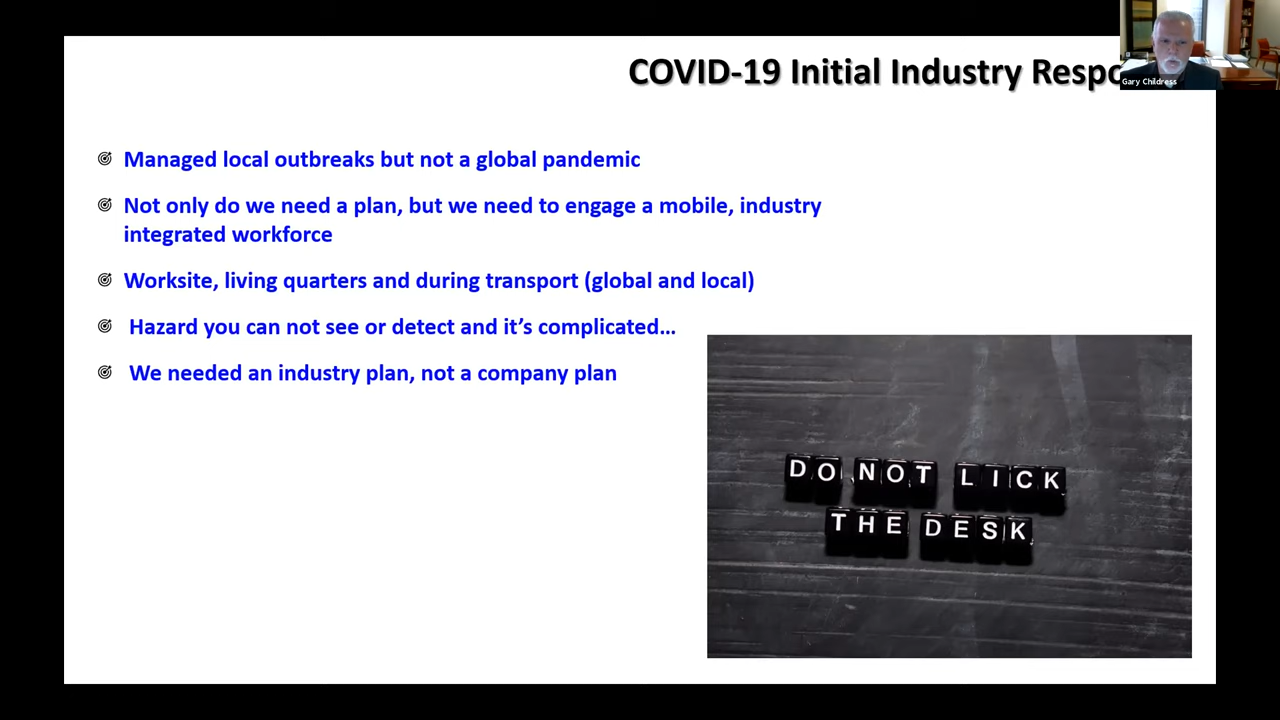 COVID-19 Initial Industry Respo
Gary Childress
Managed local outbreaks but not a global pandemic
Not only do we need a plan, but we need to engage a mobile, industry
integrated workforce
Worksite, living quarters and during transport (global and local)
Hazard you can not see or detect and it’s complicated…
We needed an industry plan, not a company plan
DO NOT LICK
THE DESK